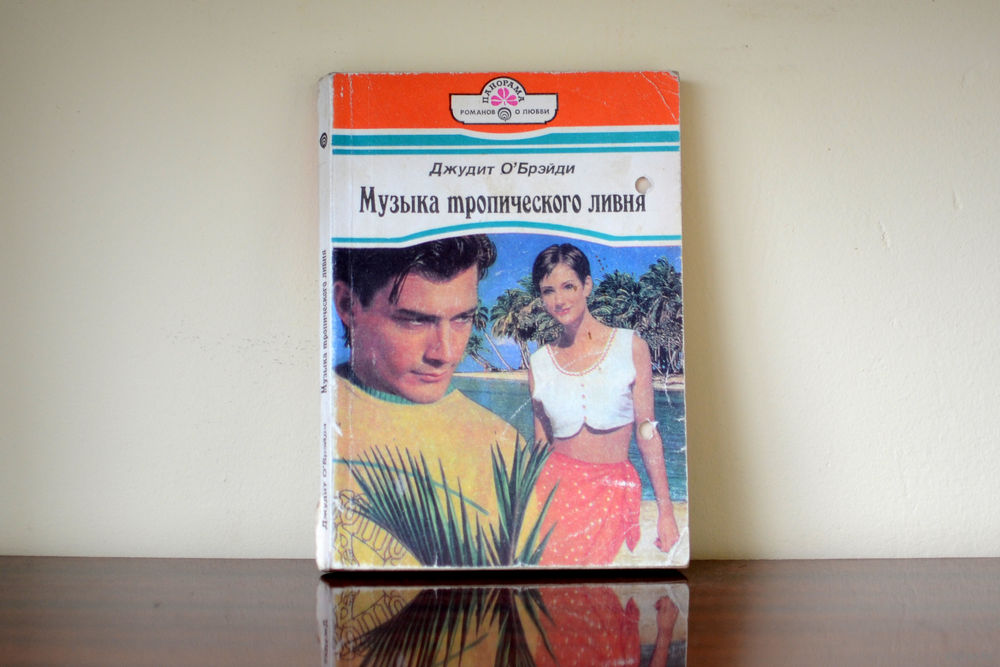 ПАНОРАМА
РОМАНОВ О ЛЮБВИ
Джудит О'Брэйди
Музыка тропического ливня
Джудит О'Брэйди Музыка тропического ливня